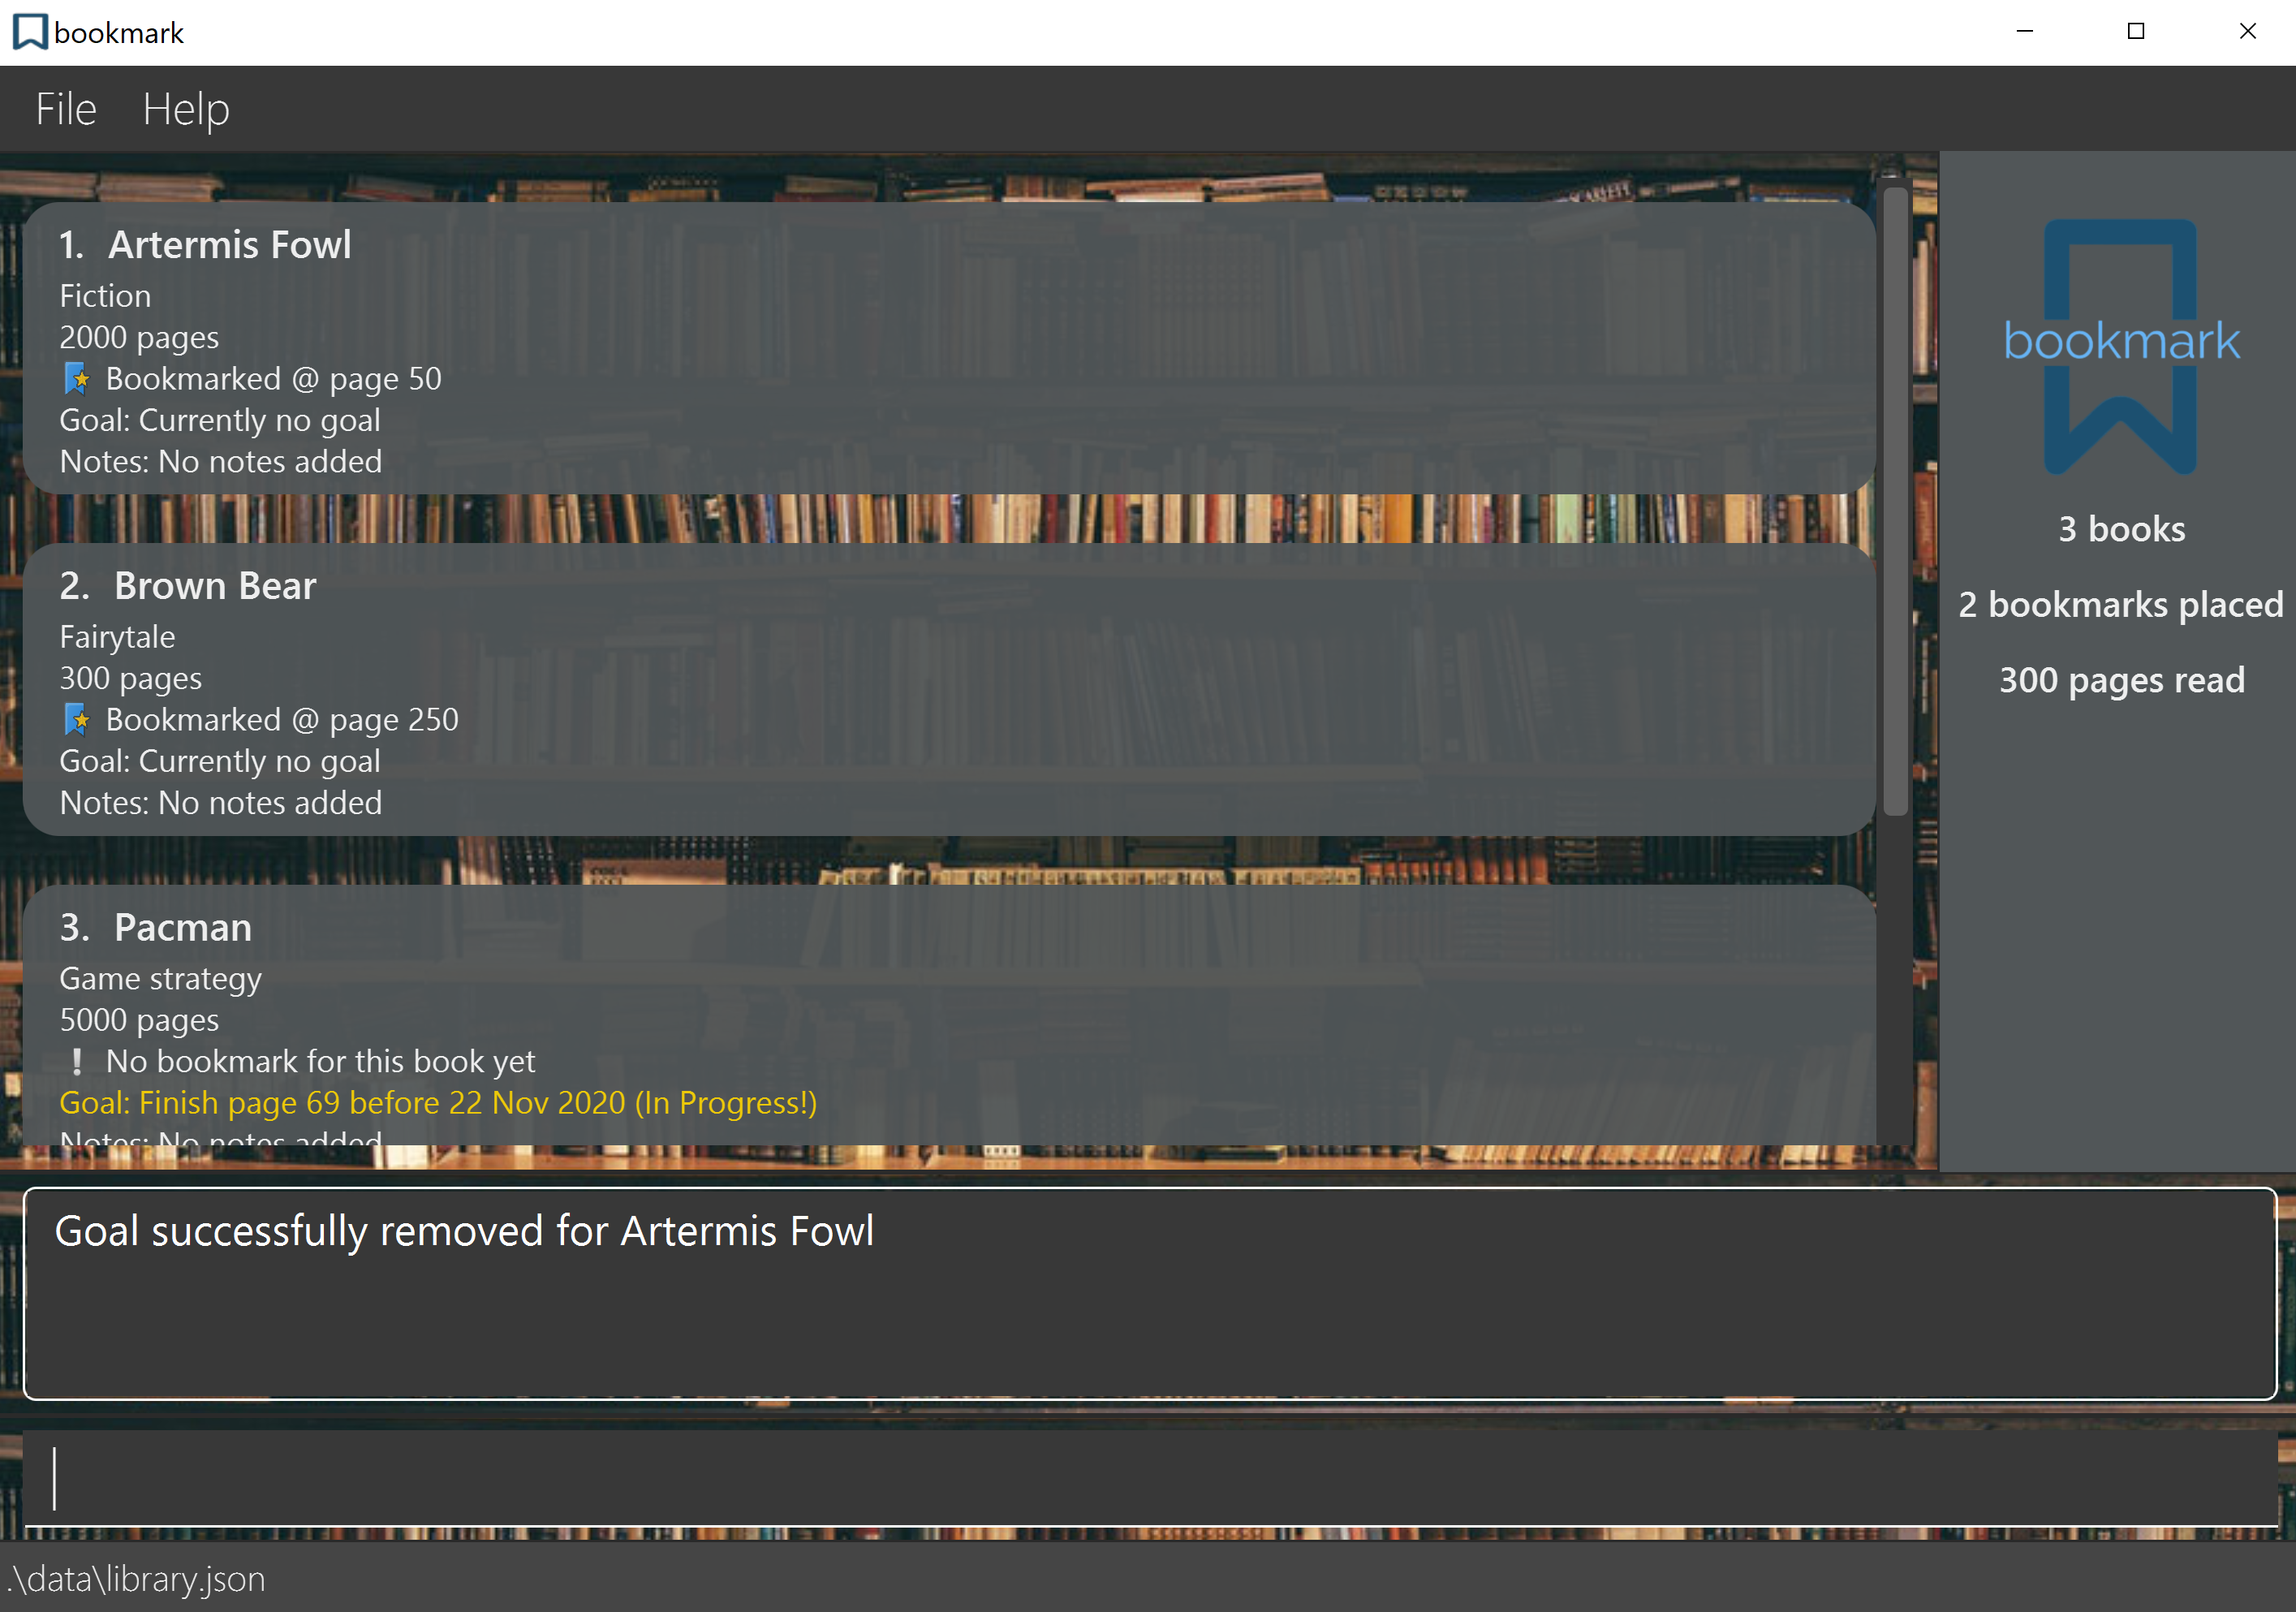 bookmark
File Help
1. Artermis Fowl
Fiction
2000 pages
Bookmarked @ page 50
Goal: Currently no goal
Notes: No notes added
2. Brown Bear
Fairytale
300 pages
Bookmarked @ page 250
Goal: Currently no goal
Notes: No notes added
3. Pacman
Game strategy
5000 pages
No bookmark for this book yet
Goal: Finish page 69 before 22 Nov 2020 (In Progress!)
Notes: No notes added
bookmark
3 books
2 bookmarks placed
300 pages read
Goal successfully removed for Artermis Fowl
.\data\library.json